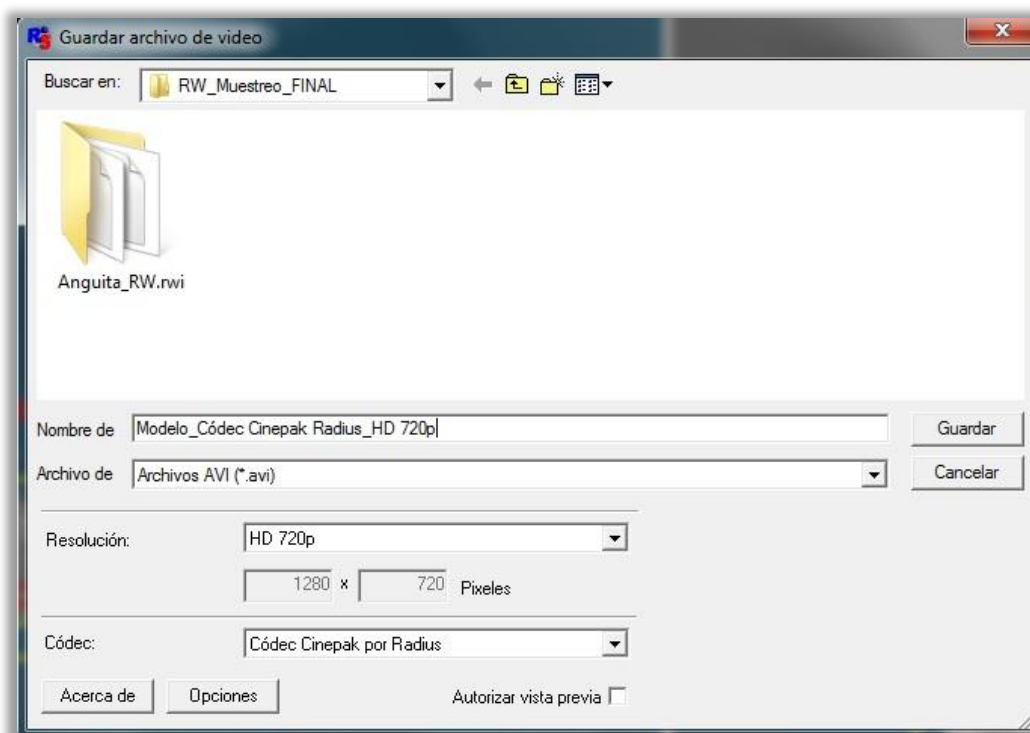 Guardar archivo de video
Buscar en: RW_Muestreo_FINAL
Anguita_RW.rwi
Nombre de Modelo_Códec Cinepak Radius_HD 720p Guardar
Archivo de Archivos AVI (*.avi) Cancelar
Resolución: HD 720p
1280 x 720 Pixeles
Códec: Códec Cinepak por Radius
Acerca de Opciones Autorizar vista previa